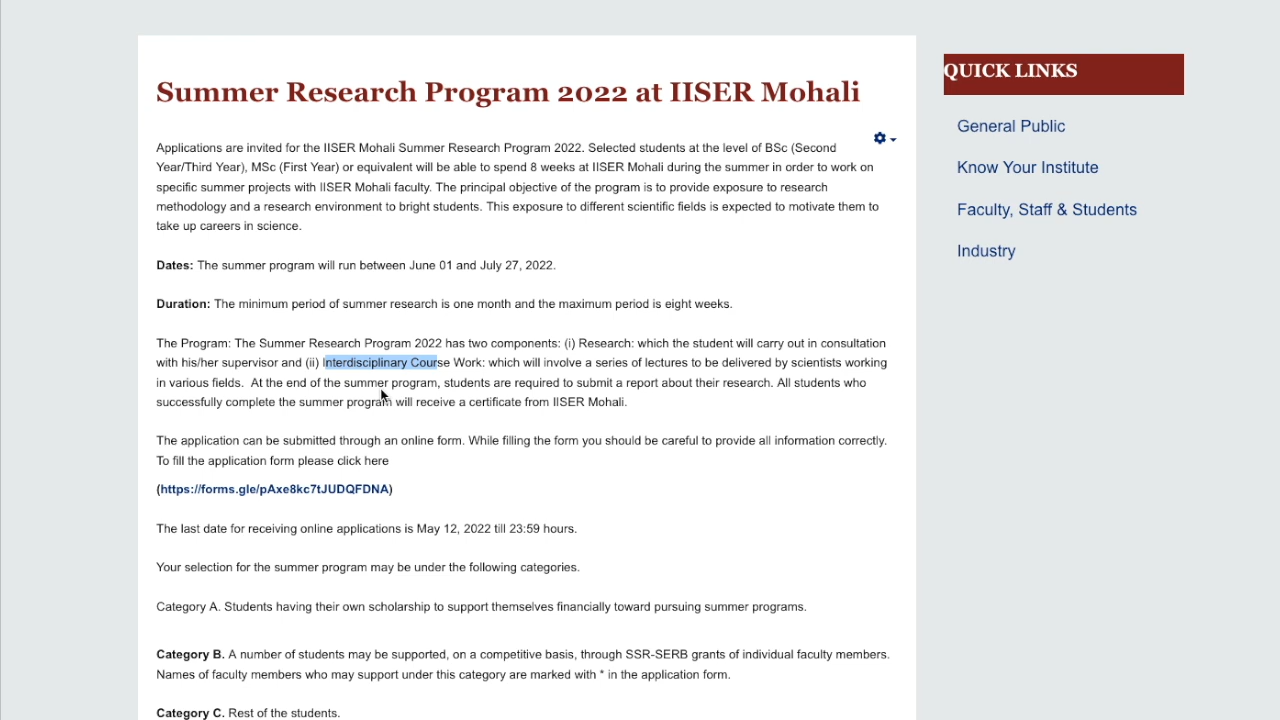 Summer Research Program 2022 at IISER Mohali
Applications are invited for the IISER Mohali Summer Research Program 2022. Selected students at the level of BSc (Second
Year/Third Year), MSc (First Year) or equivalent will be able to spend 8 weeks at IISER Mohali during the summer in order to work on
specific summer projects with IISER Mohali faculty. The principal objective of the program is to provide exposure to research
methodology and a research environment to bright students. This exposure to different scientific fields is expected to motivate them to
take up careers in science.
Dates: The summer program will run between June 01 and July 27, 2022.
Duration: The minimum period of summer research is one month and the maximum period is eight weeks.
The Program: The Summer Research Program 2022 has two components: (i) Research: which the student will carry out in consultation
with his/her supervisor and (ii) Interdisciplinary Course Work: which will involve a series of lectures to be delivered by scientists working
in various fields.  At the end of the summer program, students are required to submit a report about their research. All students who
successfully complete the summer program will receive a certificate from IISER Mohali.
The application can be submitted through an online form. While filling the form you should be careful to provide all information correctly.
To fill the application form please click here
(https://forms.gle/pAxe8kc7tJUDQFDNA)
The last date for receiving online applications is May 12, 2022 till 23:59 hours.
Your selection for the summer program may be under the following categories.
Category A. Students having their own scholarship to support themselves financially toward pursuing summer programs.
Category B. A number of students may be supported, on a competitive basis, through SSR-SERB grants of individual faculty members.
Names of faculty members who may support under this category are marked with * in the application form.
Category C. Rest of the students.
QUICK LINKS
General Public
Know Your Institute
Faculty, Staff & Students
Industry